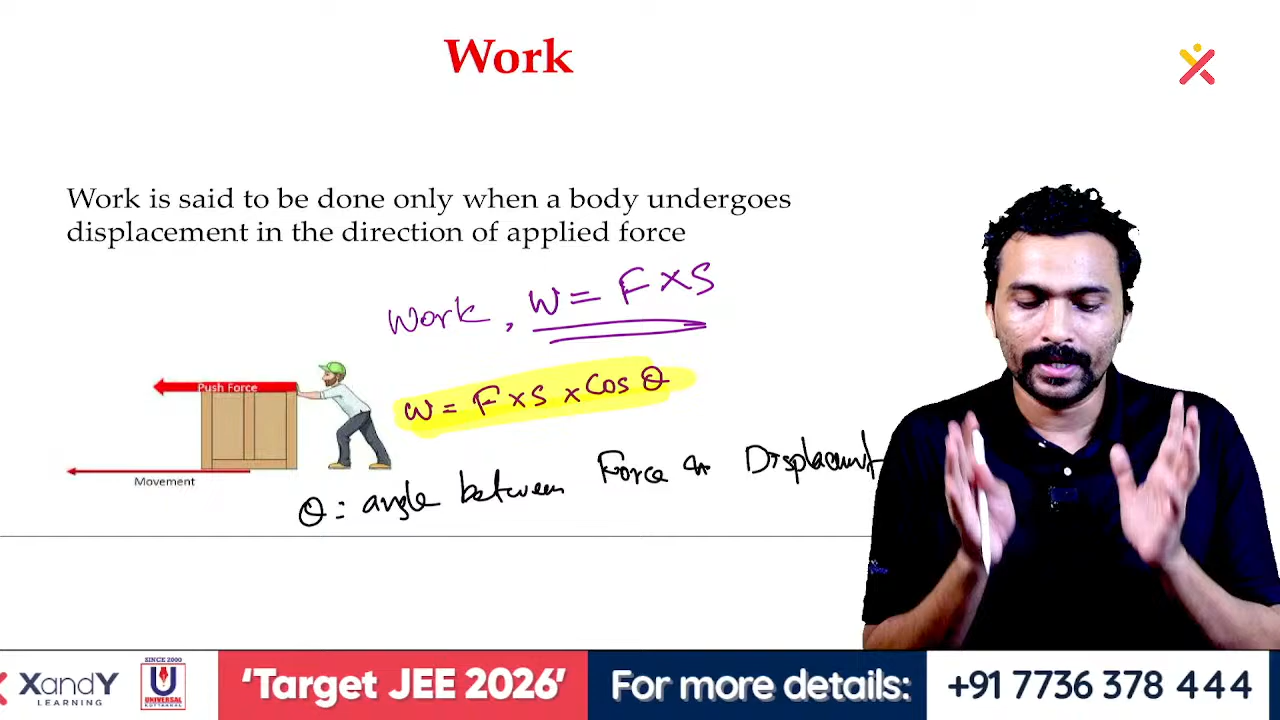 Work
Work is said to be done only when a body undergoes
displacement in the direction of applied force
Work, W = F × S
Push Force
W = F × S × Cos θ
Movement
θ = angle between Force & Displacement
XandY
LEARNING
SINCE 2000
U
UNIVERSAL
KOTTAKKAL
‘Target JEE 2026’
For more details:
+91 7736 378 444